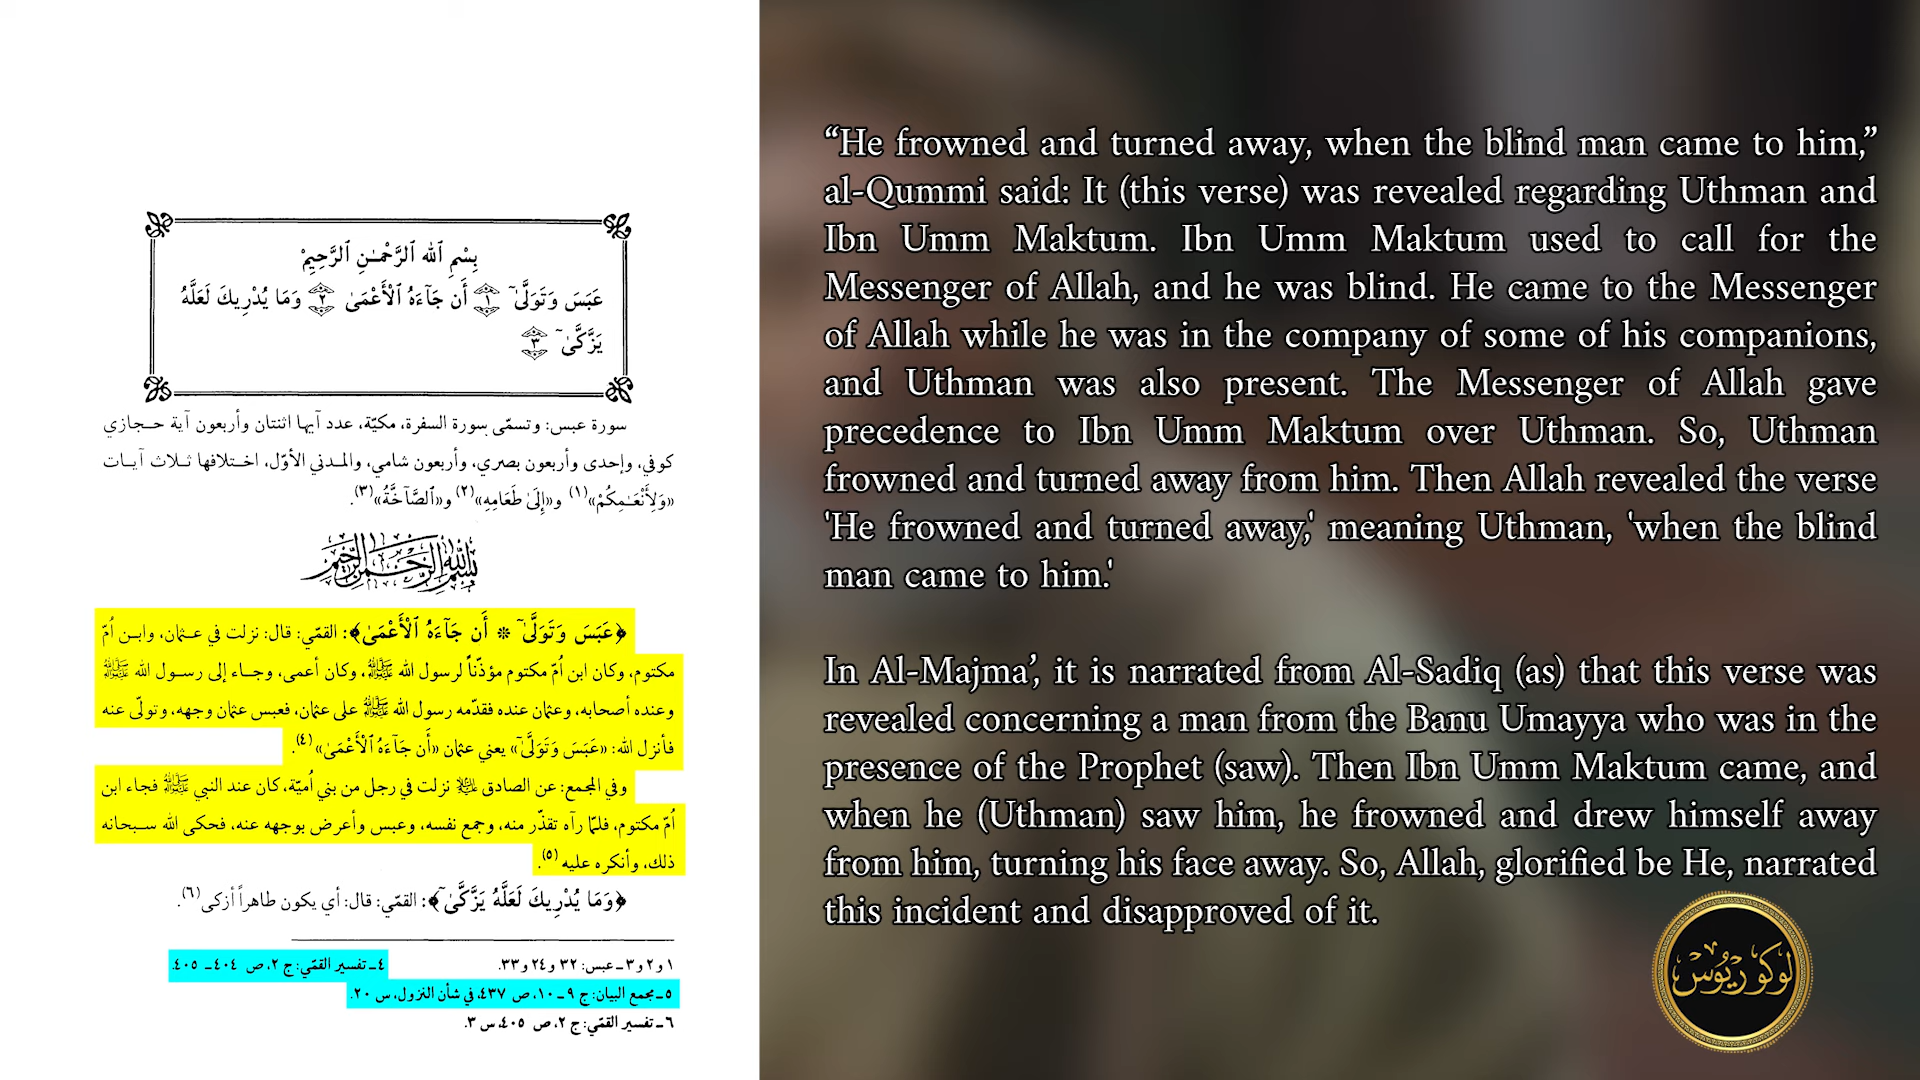 بِسْمِ ٱللهِ ٱلرَّحْمَـٰنِ ٱلرَّحِيمِ
عَبَسَ وَتَوَلَّىٰٓ ﴿١﴾ أَن جَآءَهُ ٱلْأَعْمَىٰ ﴿٢﴾ وَمَا يُدْرِيكَ لَعَلَّهُ
يَزَّكَّىٰٓ ﴿٣﴾
سورة عبس: وتسمّى سورة السفرة، مكيّة، عدد آيها اثنتان وأربعون آية حجازي
كوفي، وإحدى وأربعون بصري، وأربعون شامي، والمدني الأوّل، اختلافها ثلاث آيات
«وَلِأَنْعَـٰمِكُمْ»(١) و«إِلَىٰ طَعَامِهِ»(٢) و«ٱلصَّآخَّةُ»(٣).
بسم الله الرحمن الرحيم
﴿عَبَسَ وَتَوَلَّىٰٓ * أَن جَآءَهُ ٱلْأَعْمَىٰ﴾: القمّي: قال: نزلت في عثمان، وابن اُمّ
مكتوم، وكان ابن اُمّ مكتوم مؤذّناً لرسول الله ﷺ، وكان أعمى، وجاء إلى رسول الله ﷺ
وعنده أصحابه، وعثمان عنده فقدّمه رسول الله ﷺ على عثمان، فعبس عثمان وجهه، وتولّى عنه
فأنزل الله: «عَبَسَ وَتَوَلَّىٰٓ» يعني عثمان «أَن جَآءَهُ ٱلْأَعْمَىٰ»(٤).
وفي المجمع: عن الصادق ﵇ نزلت في رجل من بني اُميّة، كان عند النبي ﷺ فجاء ابن
اُمّ مكتوم، فلمّا رآه تقذّر منه، وجمع نفسه، وعبس وأعرض بوجهه عنه، فحكى الله سبحانه
ذلك، وأنكره عليه(٥).
﴿وَمَا يُدْرِيكَ لَعَلَّهُ يَزَّكَّىٰٓ﴾: القمّي: قال: أي يكون طاهراً أزكى(٦).
١ و٢ و٣ ـ عبس: ٣٢ و٢٤ و٣٣.
٤ ـ تفسير القمّي: ج ٢، ص ٤٠٤ ـ ٤٠٥.
٥ ـ مجمع البيان: ج ٩ ـ ١٠، ص ٤٣٧، في شأن النزول، س ٢٠.
٦ ـ تفسير القمّي: ج ٢، ص ٤٠٥، س ٣.
“He frowned and turned away, when the blind man came to him,”
al-Qummi said: It (this verse) was revealed regarding Uthman and
Ibn Umm Maktum. Ibn Umm Maktum used to call for the
Messenger of Allah, and he was blind. He came to the Messenger
of Allah while he was in the company of some of his companions,
and Uthman was also present. The Messenger of Allah gave
precedence to Ibn Umm Maktum over Uthman. So, Uthman
frowned and turned away from him. Then Allah revealed the verse
'He frowned and turned away,' meaning Uthman, 'when the blind
man came to him.'
In Al-Majma’, it is narrated from Al-Sadiq (as) that this verse was
revealed concerning a man from the Banu Umayya who was in the
presence of the Prophet (saw). Then Ibn Umm Maktum came, and
when he (Uthman) saw him, he frowned and drew himself away
from him, turning his face away. So, Allah, glorified be He, narrated
this incident and disapproved of it.
لوكوريوس